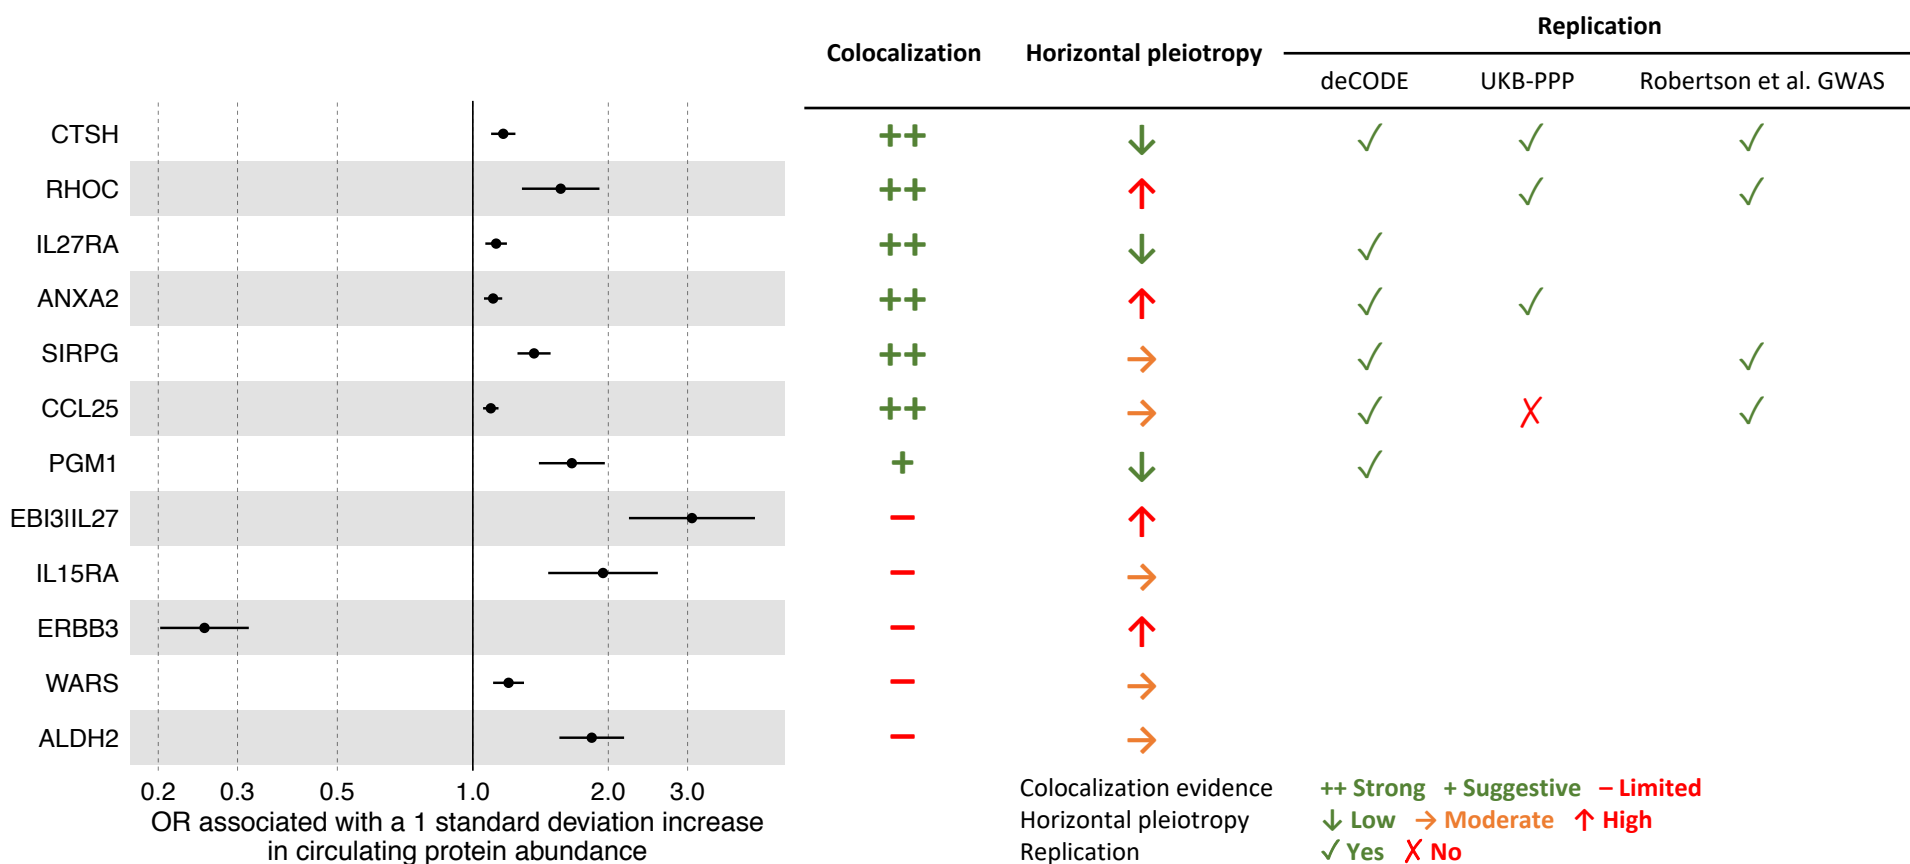 Replication
Colocalization Horizontal pleiotropy
deCODE UKB-PPP Robertson et al. GWAS
CTSH ++ ↓ ✓ ✓ ✓
RHOC ++ ↑ ✓ ✓
IL27RA ++ ↓ ✓
ANXA2 ++ ↑ ✓ ✓
SIRPG ++ → ✓ ✓
CCL25 ++ → ✓ ✗ ✓
PGM1 + ↓ ✓
EBI3|IL27 − ↑
IL15RA − →
ERBB3 − ↑
WARS − →
ALDH2 − →
0.2 0.3 0.5 1.0 2.0 3.0
OR associated with a 1 standard deviation increase
in circulating protein abundance
Colocalization evidence ++ Strong + Suggestive − Limited
Horizontal pleiotropy ↓ Low → Moderate ↑ High
Replication ✓ Yes ✗ No